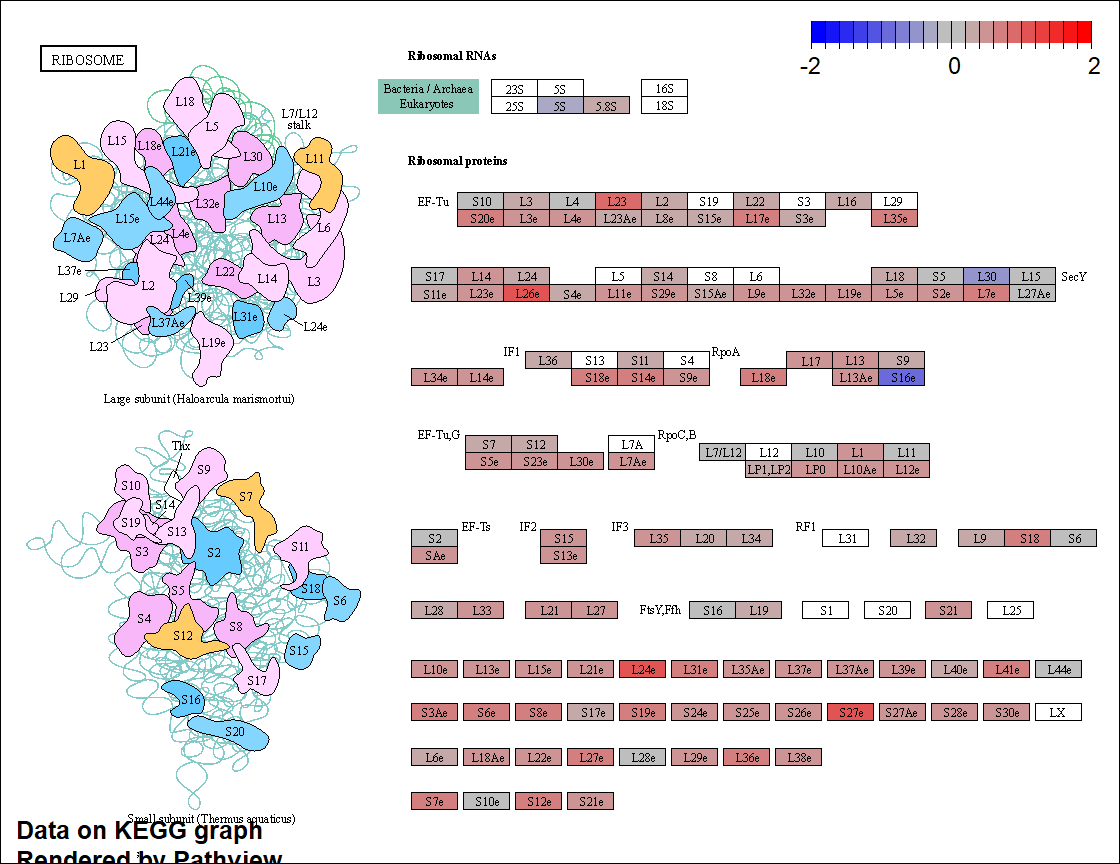 RIBOSOME
Ribosomal RNAs
-2 0 2
Bacteria / Archaea 23S 5S 16S
Eukaryotes 25S 5S 5.8S 18S
Ribosomal proteins
EF-Tu S10 L3 L4 L23 L2 S19 L22 S3 L16 L29
S20e L3e L4e L23Ae L8e S15e L17e S3e L35e
S17 L14 L24 L5 S14 S8 L6 L18 S5 L30 L15 SecY
S11e L23e L26e S4e L11e S29e S15Ae L9e L32e L19e L5e S2e L7e L27Ae
IF1 L36 S13 S11 S4 RpoA L17 L13 S9
L34e L14e S18e S14e S9e L18e L13Ae S16e
EF-Tu,G S7 S12 L7A RpoC,B L7/L12 L12 L10 L1 L11
S5e S23e L30e L7Ae LP1,LP2 LP0 L10Ae L12e
S2 EF-Ts IF2 S15 IF3 L35 L20 L34 RF1 L31 L32 L9 S18 S6
SAe S13e
L28 L33 L21 L27 FtsY,Ffh S16 L19 S1 S20 S21 L25
L10e L13e L15e L21e L24e L31e L35Ae L37e L37Ae L39e L40e L41e L44e
S3Ae S6e S8e S17e S19e S24e S25e S26e S27e S27Ae S28e S30e LX
L6e L18Ae L22e L27e L28e L29e L36e L38e
S7e S10e S12e S21e
L18
L5
L7/L12
stalk
L15 L18e L21e L30 L11
L1
L10e
L44e L32e
L15e L13
L7Ae L24 L4e L6
L37e L22 L14 L3
L29 L2 L39e
L37Ae L31e L24e
L23 L19e
Large subunit (Haloarcula marismortui)
Thx
S9
S10 S7
S14
S19 S13
S3 S2 S11
S5 S18 S6
S4 S12 S8
S15
S17
S16
S20
Small subunit (Thermus aquaticus)
Data on KEGG graph
Rendered by Pathview